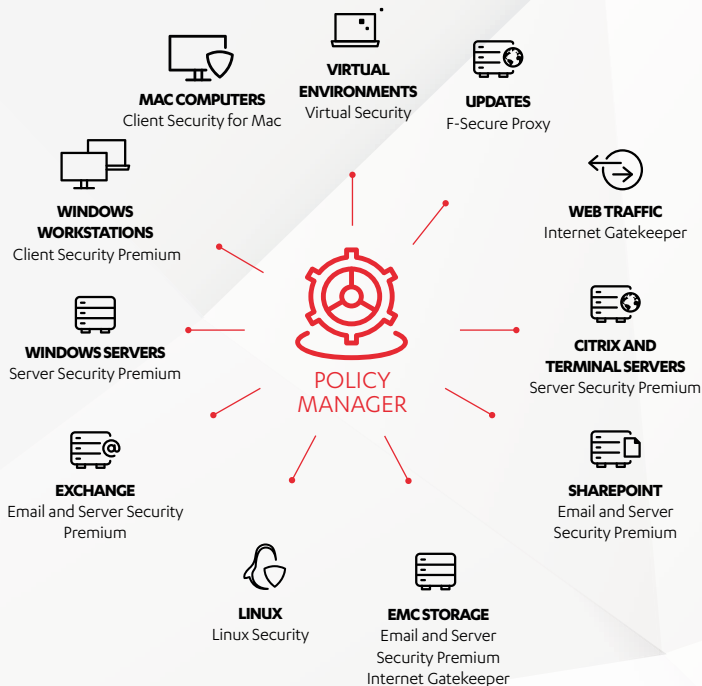 MAC COMPUTERS
Client Security for Mac
VIRTUAL
ENVIRONMENTS
Virtual Security
UPDATES
F-Secure Proxy
WINDOWS
WORKSTATIONS
Client Security Premium
WEB TRAFFIC
Internet Gatekeeper
WINDOWS SERVERS
Server Security Premium
POLICY
MANAGER
CITRIX AND
TERMINAL SERVERS
Server Security Premium
EXCHANGE
Email and Server Security
Premium
SHAREPOINT
Email and Server
Security Premium
LINUX
Linux Security
EMC STORAGE
Email and Server
Security Premium
Internet Gatekeeper